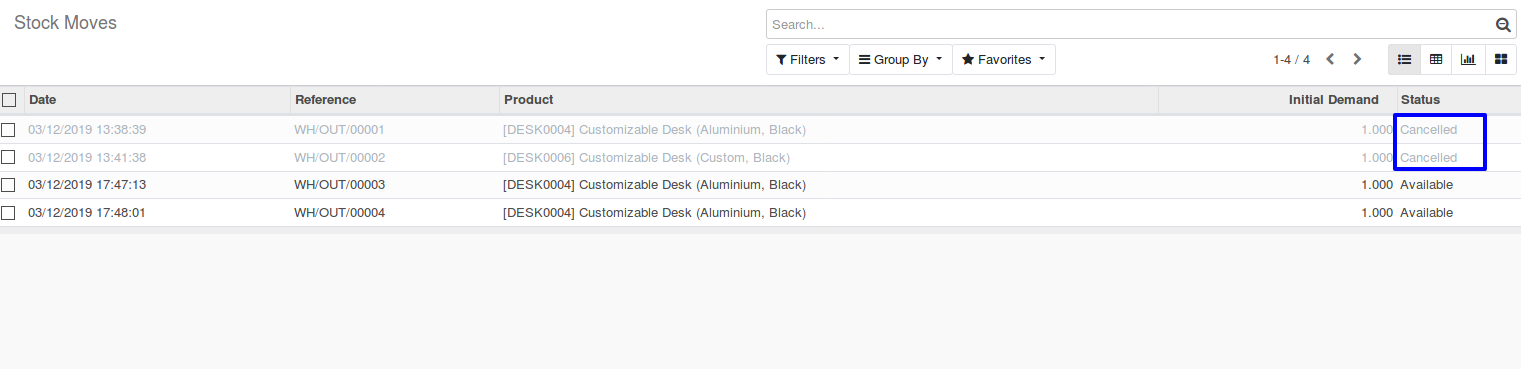 Stock Moves
Search...
Filters Group By Favorites 1-4 / 4
Date Reference Product Initial Demand Status
03/12/2019 13:38:39 WH/OUT/00001 [DESK0004] Customizable Desk (Aluminium, Black) 1.000 Cancelled
03/12/2019 13:41:38 WH/OUT/00002 [DESK0006] Customizable Desk (Custom, Black) 1.000 Cancelled
03/12/2019 17:47:13 WH/OUT/00003 [DESK0004] Customizable Desk (Aluminium, Black) 1.000 Available
03/12/2019 17:48:01 WH/OUT/00004 [DESK0004] Customizable Desk (Aluminium, Black) 1.000 Available